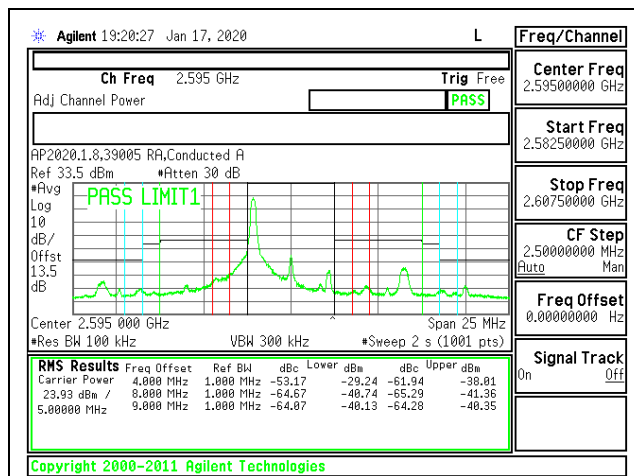 Agilent 19:20:27 Jan 17, 2020 L
Freq/Channel
Ch Freq 2.595 GHz Trig Free
Adj Channel Power PASS
AP2020.1.8,39005 RA,Conducted A
Ref 33.5 dBm #Atten 30 dB
#Avg
Log
10
dB/
Offst
13.5
dB
PASS LIMIT1
Center 2.595 000 GHz Span 25 MHz
#Res BW 100 kHz VBW 300 kHz #Sweep 2 s (1001 pts)
RMS Results Freq Offset Ref BW dBc Lower dBm dBc Upper dBm
Carrier Power 4.000 MHz 1.000 MHz -53.17 -29.24 -61.94 -38.01
23.93 dBm / 8.000 MHz 1.000 MHz -64.67 -40.74 -65.29 -41.36
5.00000 MHz 9.000 MHz 1.000 MHz -64.07 -40.13 -64.28 -40.35
Center Freq
2.59500000 GHz
Start Freq
2.58250000 GHz
Stop Freq
2.60750000 GHz
CF Step
2.50000000 MHz
Auto Man
Freq Offset
0.00000000 Hz
Signal Track
On Off
Copyright 2000-2011 Agilent Technologies